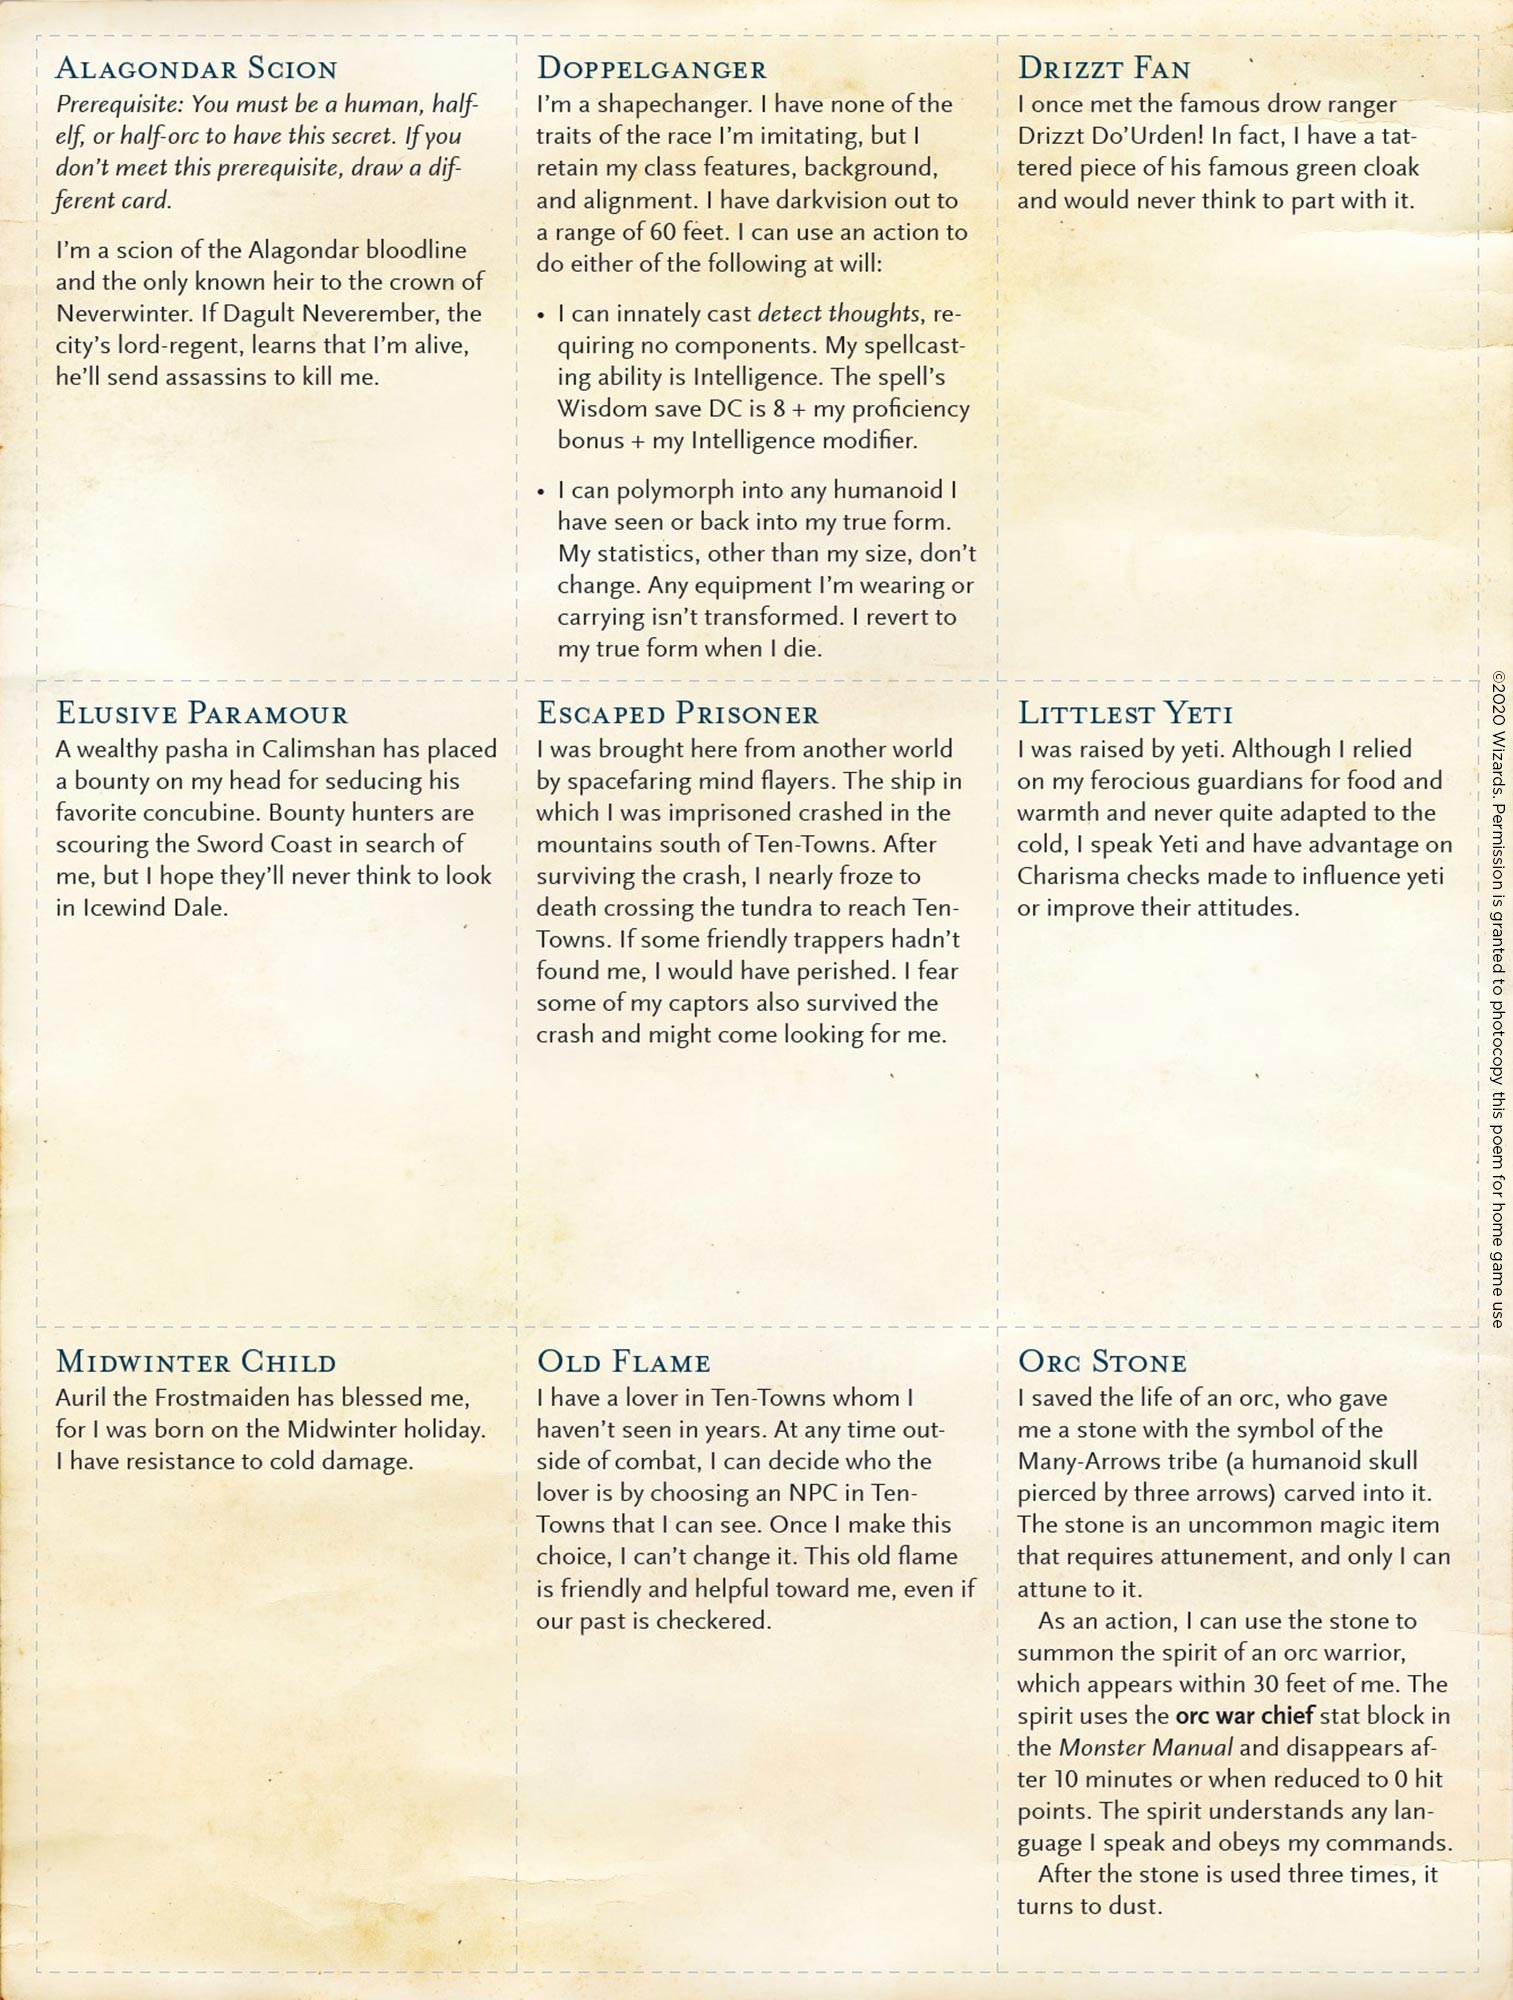 ALAGONDAR SCION
Prerequisite: You must be a human, half-
elf, or half-orc to have this secret. If you
don't meet this prerequisite, draw a dif-
ferent card.
I'm a scion of the Alagondar bloodline
and the only known heir to the crown of
Neverwinter. If Dagult Neverember, the
city's lord-regent, learns that I'm alive,
he'll send assassins to kill me.
DOPPELGANGER
I'm a shapechanger. I have none of the
traits of the race I'm imitating, but I
retain my class features, background,
and alignment. I have darkvision out to
a range of 60 feet. I can use an action to
do either of the following at will:
• I can innately cast detect thoughts, re-
quiring no components. My spellcast-
ing ability is Intelligence. The spell's
Wisdom save DC is 8 + my proficiency
bonus + my Intelligence modifier.
• I can polymorph into any humanoid I
have seen or back into my true form.
My statistics, other than my size, don't
change. Any equipment I'm wearing or
carrying isn't transformed. I revert to
my true form when I die.
DRIZZT FAN
I once met the famous drow ranger
Drizzt Do'Urden! In fact, I have a tat-
tered piece of his famous green cloak
and would never think to part with it.
ELUSIVE PARAMOUR
A wealthy pasha in Calimshan has placed
a bounty on my head for seducing his
favorite concubine. Bounty hunters are
scouring the Sword Coast in search of
me, but I hope they'll never think to look
in Icewind Dale.
ESCAPED PRISONER
I was brought here from another world
by spacefaring mind flayers. The ship in
which I was imprisoned crashed in the
mountains south of Ten-Towns. After
surviving the crash, I nearly froze to
death crossing the tundra to reach Ten-
Towns. If some friendly trappers hadn't
found me, I would have perished. I fear
some of my captors also survived the
crash and might come looking for me.
LITTLEST YETI
I was raised by yeti. Although I relied
on my ferocious guardians for food and
warmth and never quite adapted to the
cold, I speak Yeti and have advantage on
Charisma checks made to influence yeti
or improve their attitudes.
MIDWINTER CHILD
Auril the Frostmaiden has blessed me,
for I was born on the Midwinter holiday.
I have resistance to cold damage.
OLD FLAME
I have a lover in Ten-Towns whom I
haven't seen in years. At any time out-
side of combat, I can decide who the
lover is by choosing an NPC in Ten-
Towns that I can see. Once I make this
choice, I can't change it. This old flame
is friendly and helpful toward me, even if
our past is checkered.
ORC STONE
I saved the life of an orc, who gave
me a stone with the symbol of the
Many-Arrows tribe (a humanoid skull
pierced by three arrows) carved into it.
The stone is an uncommon magic item
that requires attunement, and only I can
attune to it.
As an action, I can use the stone to
summon the spirit of an orc warrior,
which appears within 30 feet of me. The
spirit uses the orc war chief stat block in
the Monster Manual and disappears af-
ter 10 minutes or when reduced to 0 hit
points. The spirit understands any lan-
guage I speak and obeys my commands.
After the stone is used three times, it
turns to dust.
©2020 Wizards. Permission is granted to photocopy this poem for home game use